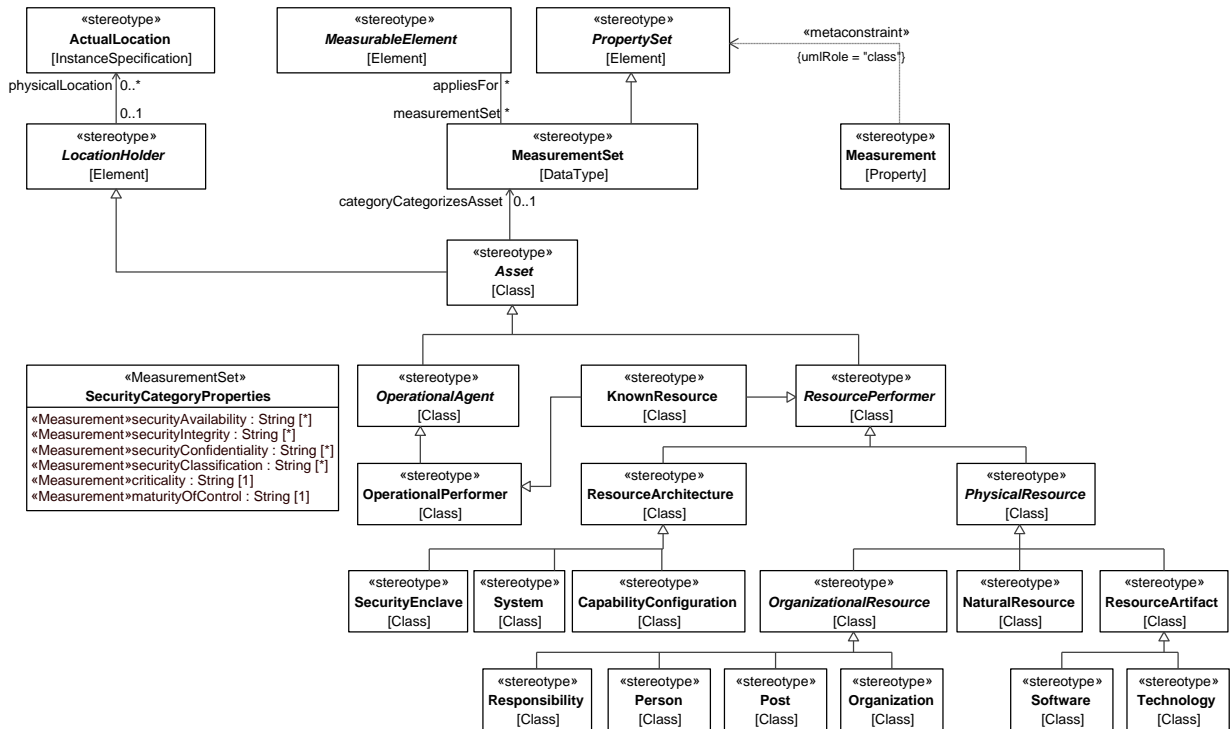 «stereotype»
ActualLocation
[InstanceSpecification]
«stereotype»
MeasurableElement
[Element]
«stereotype»
PropertySet
[Element]
«metaconstraint»
{umlRole = "class"}
physicalLocation 0..*
0..1
appliesFor *
measurementSet
«stereotype»
LocationHolder
[Element]
«stereotype»
MeasurementSet
[DataType]
«stereotype»
Measurement
[Property]
categoryCategorizesAsset 0..1
«stereotype»
Asset
[Class]
«MeasurementSet»
SecurityCategoryProperties
«Measurement»securityAvailability : String [*]
«Measurement»securityIntegrity : String [*]
«Measurement»securityConfidentiality : String [*]
«Measurement»securityClassification : String [*]
«Measurement»criticality : String [1]
«Measurement»maturityOfControl : String [1]
«stereotype»
OperationalAgent
[Class]
«stereotype»
KnownResource
[Class]
«stereotype»
ResourcePerformer
[Class]
«stereotype»
OperationalPerformer
[Class]
«stereotype»
ResourceArchitecture
[Class]
«stereotype»
PhysicalResource
[Class]
«stereotype»
SecurityEnclave
[Class]
«stereotype»
System
[Class]
«stereotype»
CapabilityConfiguration
[Class]
«stereotype»
OrganizationalResource
[Class]
«stereotype»
NaturalResource
[Class]
«stereotype»
ResourceArtifact
[Class]
«stereotype»
Responsibility
[Class]
«stereotype»
Person
[Class]
«stereotype»
Post
[Class]
«stereotype»
Organization
[Class]
«stereotype»
Software
[Class]
«stereotype»
Technology
[Class]